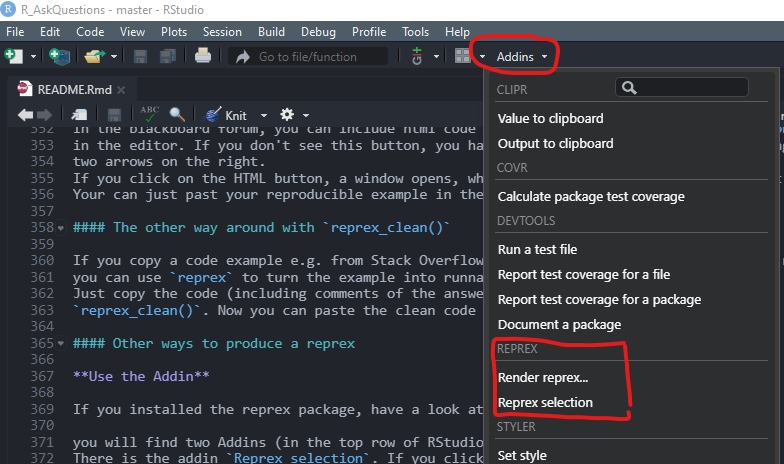 R_AskQuestions - master - RStudio
File Edit Code View Plots Session Build Debug Profile Tools Help
Go to file/function Addins
README.Rmd
ABC Knit
352 In the blackboard forum, you can include html code
353 in the editor. If you don't see this button, you ha
354 two arrows on the right.
355 If you click on the HTML button, a window opens, wh
356 Your can just past your reproducible example in the
357
358 #### The other way around with `reprex_clean()`
359
360 If you copy a code example e.g. from Stack Overflow
361 you can use `reprex` to turn the example into runna
362 Just copy the code (including comments of the answe
363 `reprex_clean()`. Now you can paste the clean code
364
365 #### Other ways to produce a reprex
366
367 **Use the Addin**
368
369 If you installed the reprex package, have a look at
370
371 you will find two Addins (in the top row of RStudio
372 There is the addin `Reprex selection`. If you click
CLIPR
Value to clipboard
Output to clipboard
COVR
Calculate package test coverage
DEVTOOLS
Run a test file
Report test coverage for a file
Report test coverage for a package
Document a package
REPREX
Render reprex...
Reprex selection
STYLER
Set style